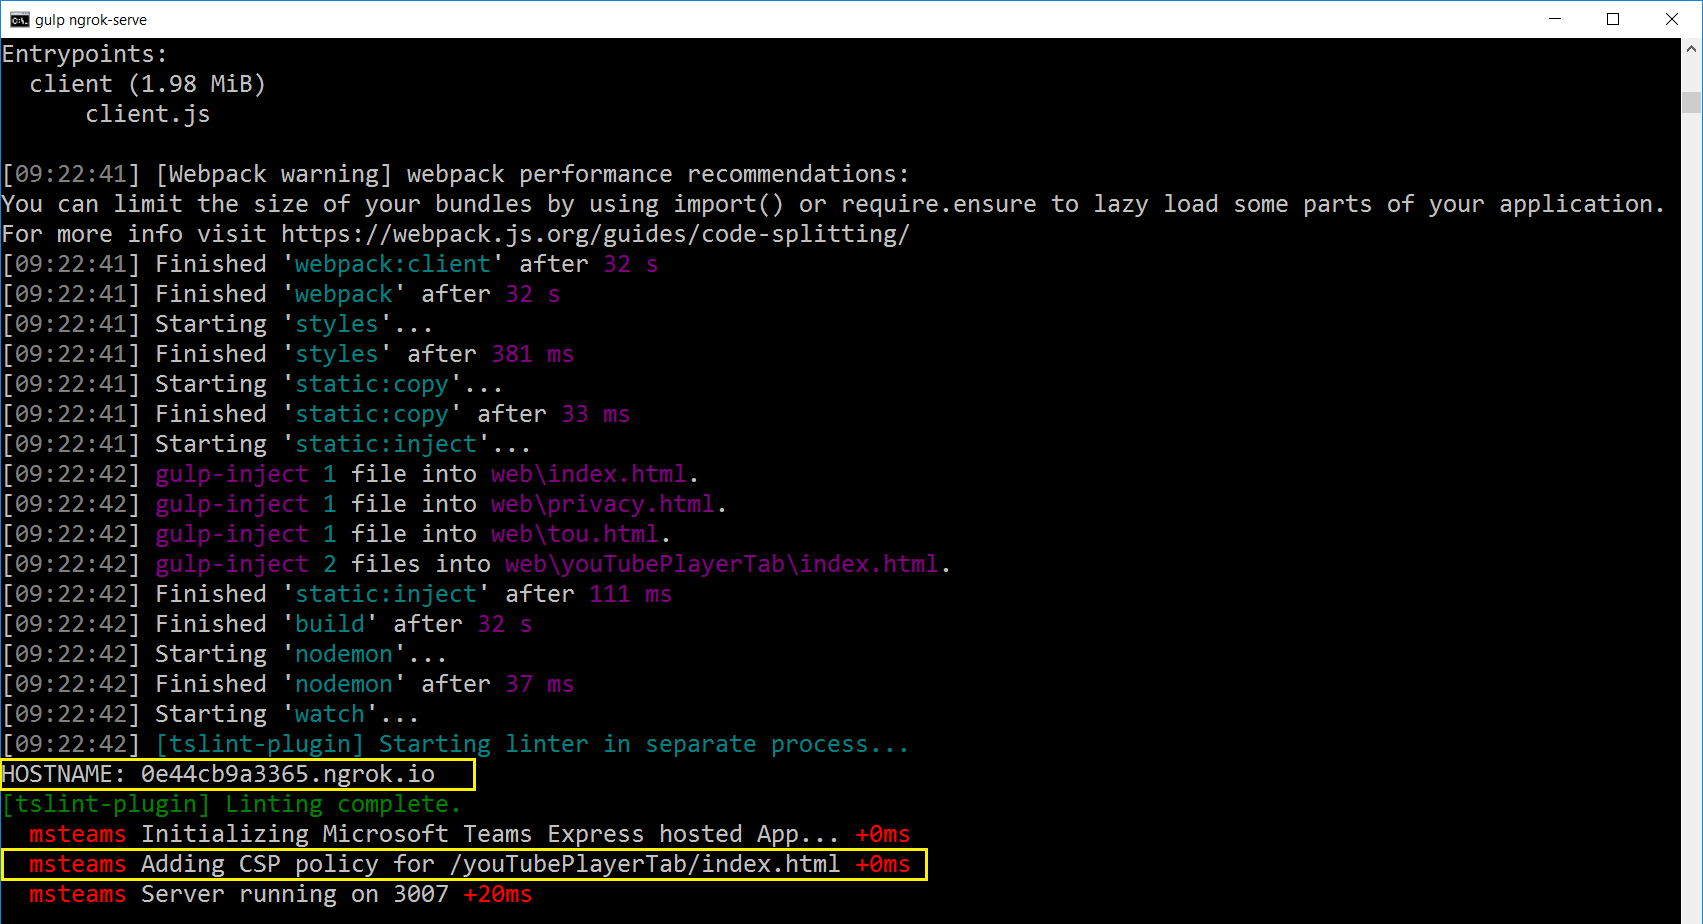 gulp ngrok-serve
Entrypoints:
  client (1.98 MiB)
      client.js
[09:22:41] [Webpack warning] webpack performance recommendations:
You can limit the size of your bundles by using import() or require.ensure to lazy load some parts of your application.
For more info visit https://webpack.js.org/guides/code-splitting/
[09:22:41] Finished 'webpack:client' after 32 s
[09:22:41] Finished 'webpack' after 32 s
[09:22:41] Starting 'styles'...
[09:22:41] Finished 'styles' after 381 ms
[09:22:41] Starting 'static:copy'...
[09:22:41] Finished 'static:copy' after 33 ms
[09:22:41] Starting 'static:inject'...
[09:22:42] gulp-inject 1 file into web\index.html.
[09:22:42] gulp-inject 1 file into web\privacy.html.
[09:22:42] gulp-inject 1 file into web\tou.html.
[09:22:42] gulp-inject 2 files into web\youTubePlayerTab\index.html.
[09:22:42] Finished 'static:inject' after 111 ms
[09:22:42] Finished 'build' after 32 s
[09:22:42] Starting 'nodemon'...
[09:22:42] Finished 'nodemon' after 37 ms
[09:22:42] Starting 'watch'...
[09:22:42] [tslint-plugin] Starting linter in separate process...
HOSTNAME: 0e44cb9a3365.ngrok.io
[tslint-plugin] Linting complete.
  msteams Initializing Microsoft Teams Express hosted App... +0ms
  msteams Adding CSP policy for /youTubePlayerTab/index.html +0ms
  msteams Server running on 3007 +20ms